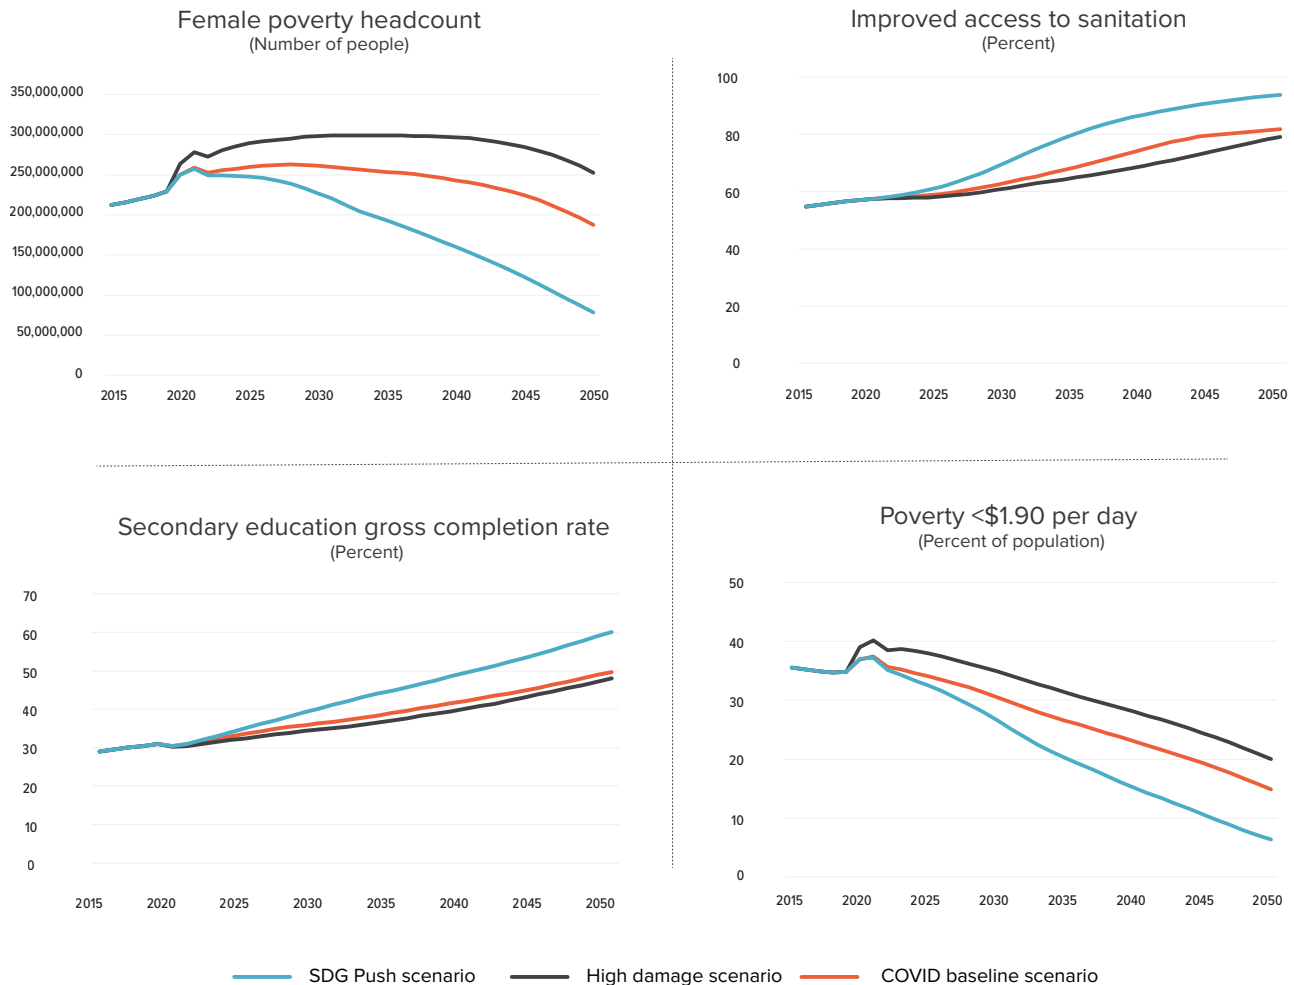 Female poverty headcount
(Number of people)
350,000,000
300,000,000
250,000,000
200,000,000
150,000,000
100,000,000
50,000,000
0
2015 2020 2025 2030 2035 2040 2045 2050
Improved access to sanitation
(Percent)
100
80
60
40
20
0
2015 2020 2025 2030 2035 2040 2045 2050
Secondary education gross completion rate
(Percent)
70
60
50
40
30
20
10
0
2015 2020 2025 2030 2035 2040 2045 2050
Poverty <$1.90 per day
(Percent of population)
50
40
30
20
10
0
2015 2020 2025 2030 2035 2040 2045 2050
SDG Push scenario High damage scenario COVID baseline scenario